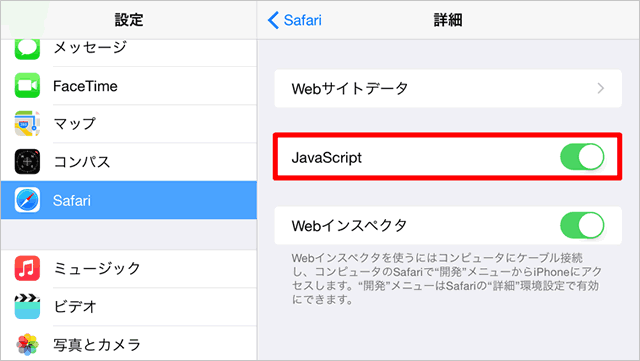 設定
メッセージ
FaceTime
マップ
コンパス
Safari
ミュージック
ビデオ
写真とカメラ
Safari
詳細
Webサイトデータ
JavaScript
Webインスペクタ
Webインスペクタを使うにはコンピュータにケーブル接続
し、コンピュータのSafariで“開発”メニューからiPhoneにアク
セスします。“開発”メニューはSafariの“詳細”環境設定で有効
にできます。